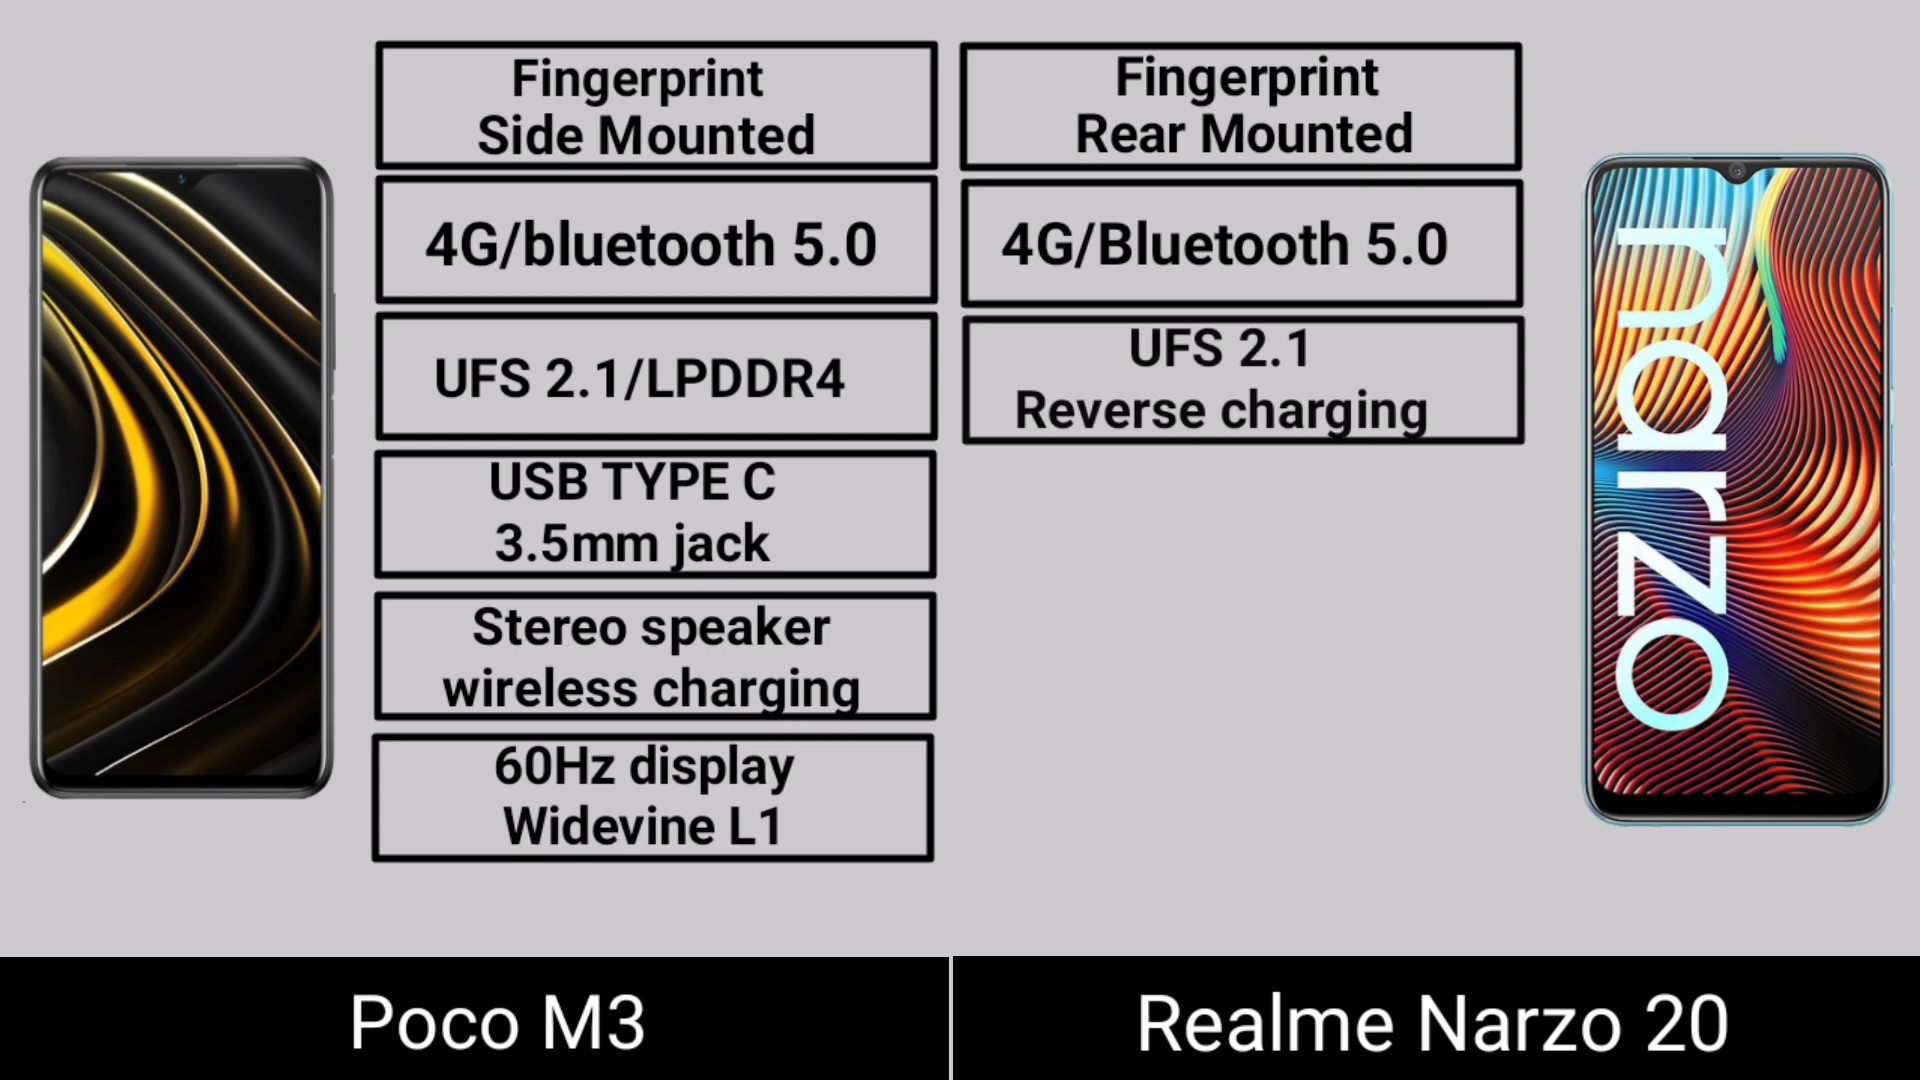 Fingerprint
Side Mounted
4G/bluetooth 5.0
UFS 2.1/LPDDR4
USB TYPE C
3.5mm jack
Stereo speaker
wireless charging
60Hz display
Widevine L1
Fingerprint
Rear Mounted
4G/Bluetooth 5.0
UFS 2.1
Reverse charging
narzo
Poco M3
Realme Narzo 20